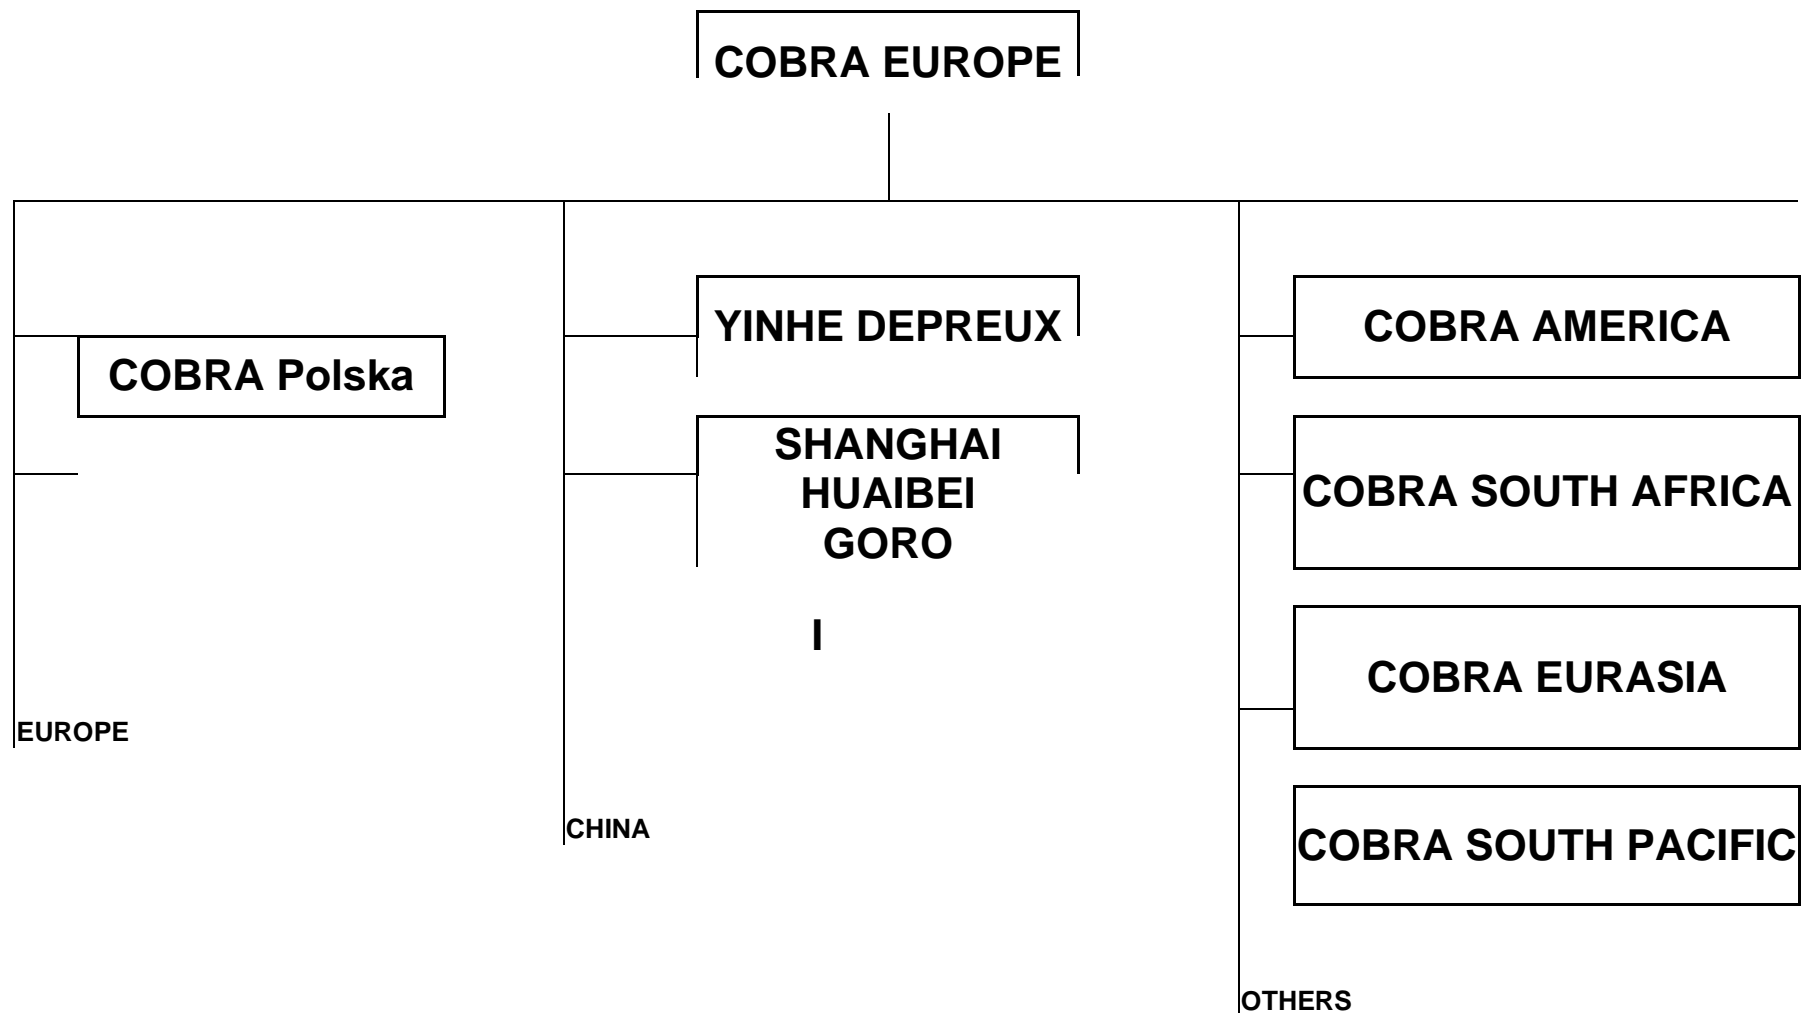 COBRA EUROPE
COBRA Polska
EUROPE
YINHE DEPREUX
SHANGHAI
HUAIBEI
GORO
I
CHINA
COBRA AMERICA
COBRA SOUTH AFRICA
COBRA EURASIA
COBRA SOUTH PACIFIC
OTHERS